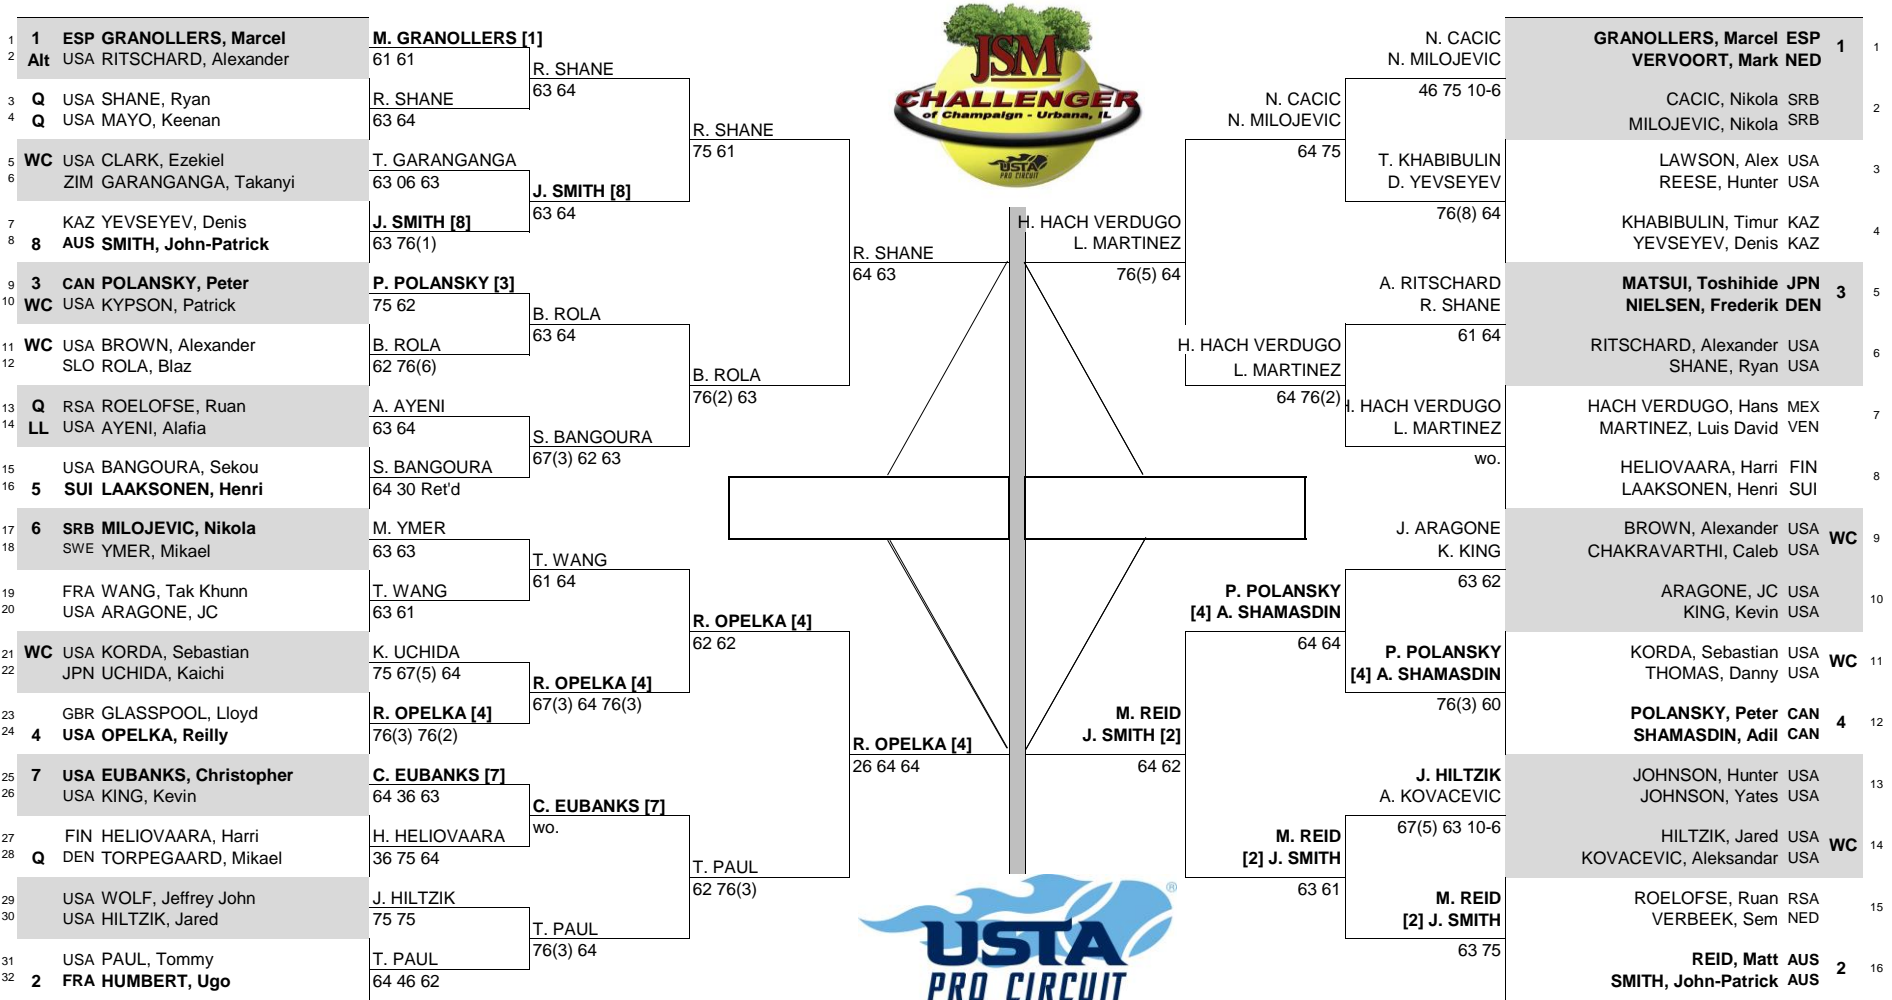 1 1 ESP GRANOLLERS, Marcel
2 Alt USA RITSCHARD, Alexander
3 Q USA SHANE, Ryan
4 Q USA MAYO, Keenan
5 WC USA CLARK, Ezekiel
6 ZIM GARANGANGA, Takanyi
7 KAZ YEVSEYEV, Denis
8 8 AUS SMITH, John-Patrick
9 3 CAN POLANSKY, Peter
10 WC USA KYPSON, Patrick
11 WC USA BROWN, Alexander
12 SLO ROLA, Blaz
13 Q RSA ROELOFSE, Ruan
14 LL USA AYENI, Alafia
15 USA BANGOURA, Sekou
16 5 SUI LAAKSONEN, Henri
17 6 SRB MILOJEVIC, Nikola
18 SWE YMER, Mikael
19 FRA WANG, Tak Khunn
20 USA ARAGONE, JC
21 WC USA KORDA, Sebastian
22 JPN UCHIDA, Kaichi
23 GBR GLASSPOOL, Lloyd
24 4 USA OPELKA, Reilly
25 7 USA EUBANKS, Christopher
26 USA KING, Kevin
27 FIN HELIOVAARA, Harri
28 Q DEN TORPEGAARD, Mikael
29 USA WOLF, Jeffrey John
30 USA HILTZIK, Jared
31 USA PAUL, Tommy
32 2 FRA HUMBERT, Ugo
M. GRANOLLERS [1]
61 61
R. SHANE
63 64
T. GARANGANGA
63 06 63
J. SMITH [8]
63 76(1)
P. POLANSKY [3]
75 62
B. ROLA
62 76(6)
A. AYENI
63 64
S. BANGOURA
64 30 Ret'd
M. YMER
63 63
T. WANG
63 61
K. UCHIDA
75 67(5) 64
R. OPELKA [4]
76(3) 76(2)
C. EUBANKS [7]
64 36 63
H. HELIOVAARA
36 75 64
J. HILTZIK
75 75
T. PAUL
64 46 62
R. SHANE
63 64
J. SMITH [8]
63 64
B. ROLA
63 64
S. BANGOURA
67(3) 62 63
T. WANG
61 64
R. OPELKA [4]
67(3) 64 76(3)
C. EUBANKS [7]
wo.
T. PAUL
76(3) 64
R. SHANE
75 61
B. ROLA
76(2) 63
R. OPELKA [4]
62 62
T. PAUL
62 76(3)
R. SHANE
64 63
R. OPELKA [4]
26 64 64
JSM
CHALLENGER
of Champaign - Urbana, IL
USTA
PRO CIRCUIT
USTA
PRO CIRCUIT
®
H. HACH VERDUGO
L. MARTINEZ
76(5) 64
M. REID
J. SMITH [2]
64 62
N. CACIC
N. MILOJEVIC
64 75
H. HACH VERDUGO
L. MARTINEZ
64 76(2)
P. POLANSKY
[4] A. SHAMASDIN
64 64
M. REID
[2] J. SMITH
63 61
N. CACIC
N. MILOJEVIC
46 75 10-6
T. KHABIBULIN
D. YEVSEYEV
76(8) 64
A. RITSCHARD
R. SHANE
61 64
H. HACH VERDUGO
L. MARTINEZ
wo.
J. ARAGONE
K. KING
63 62
P. POLANSKY
[4] A. SHAMASDIN
76(3) 60
J. HILTZIK
A. KOVACEVIC
67(5) 63 10-6
M. REID
[2] J. SMITH
63 75
GRANOLLERS, Marcel ESP 1 1
VERVOORT, Mark NED
CACIC, Nikola SRB 2
MILOJEVIC, Nikola SRB
LAWSON, Alex USA 3
REESE, Hunter USA
KHABIBULIN, Timur KAZ 4
YEVSEYEV, Denis KAZ
MATSUI, Toshihide JPN 3 5
NIELSEN, Frederik DEN
RITSCHARD, Alexander USA 6
SHANE, Ryan USA
HACH VERDUGO, Hans MEX 7
MARTINEZ, Luis David VEN
HELIOVAARA, Harri FIN 8
LAAKSONEN, Henri SUI
BROWN, Alexander USA WC 9
CHAKRAVARTHI, Caleb USA
ARAGONE, JC USA 10
KING, Kevin USA
KORDA, Sebastian USA WC 11
THOMAS, Danny USA
POLANSKY, Peter CAN 4 12
SHAMASDIN, Adil CAN
JOHNSON, Hunter USA 13
JOHNSON, Yates USA
HILTZIK, Jared USA WC 14
KOVACEVIC, Aleksandar USA
ROELOFSE, Ruan RSA 15
VERBEEK, Sem NED
REID, Matt AUS 2 16
SMITH, John-Patrick AUS